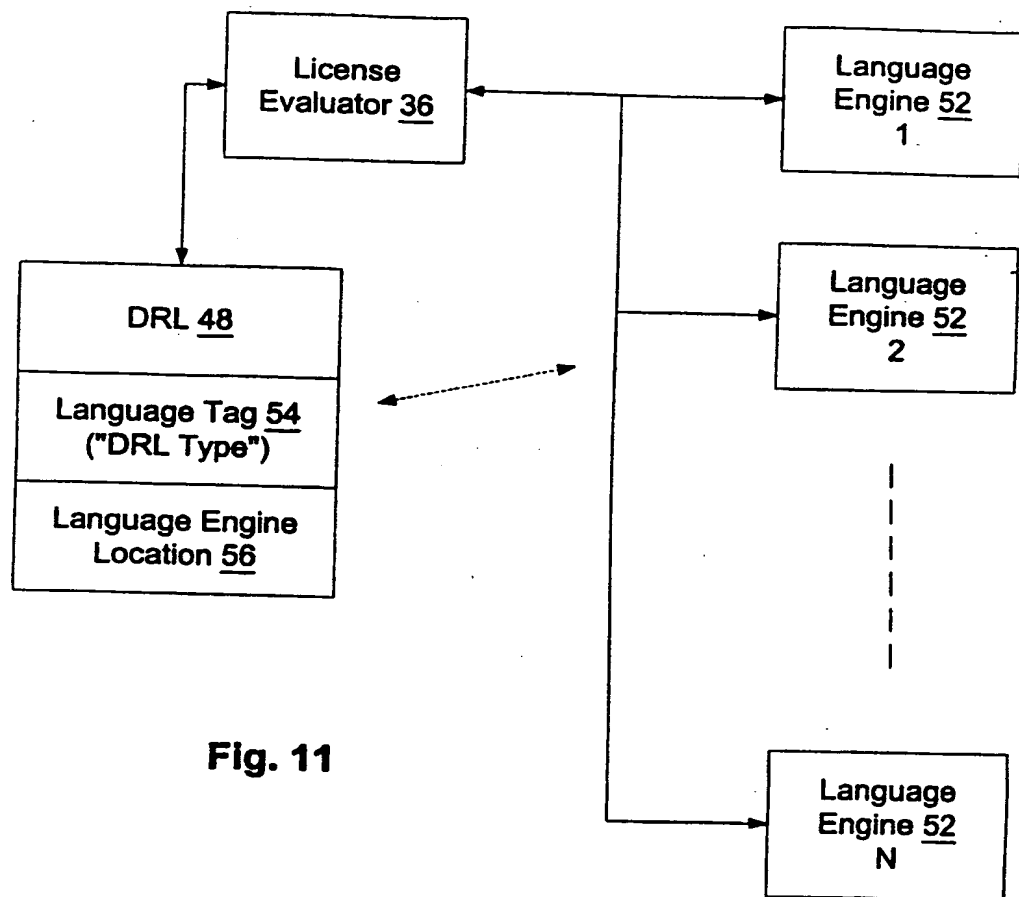 License
Evaluator 36
Language
Engine 52
1
DRL 48
Language Tag 54
("DRL Type")
Language Engine
Location 56
Language
Engine 52
2
Language
Engine 52
N
Fig. 11